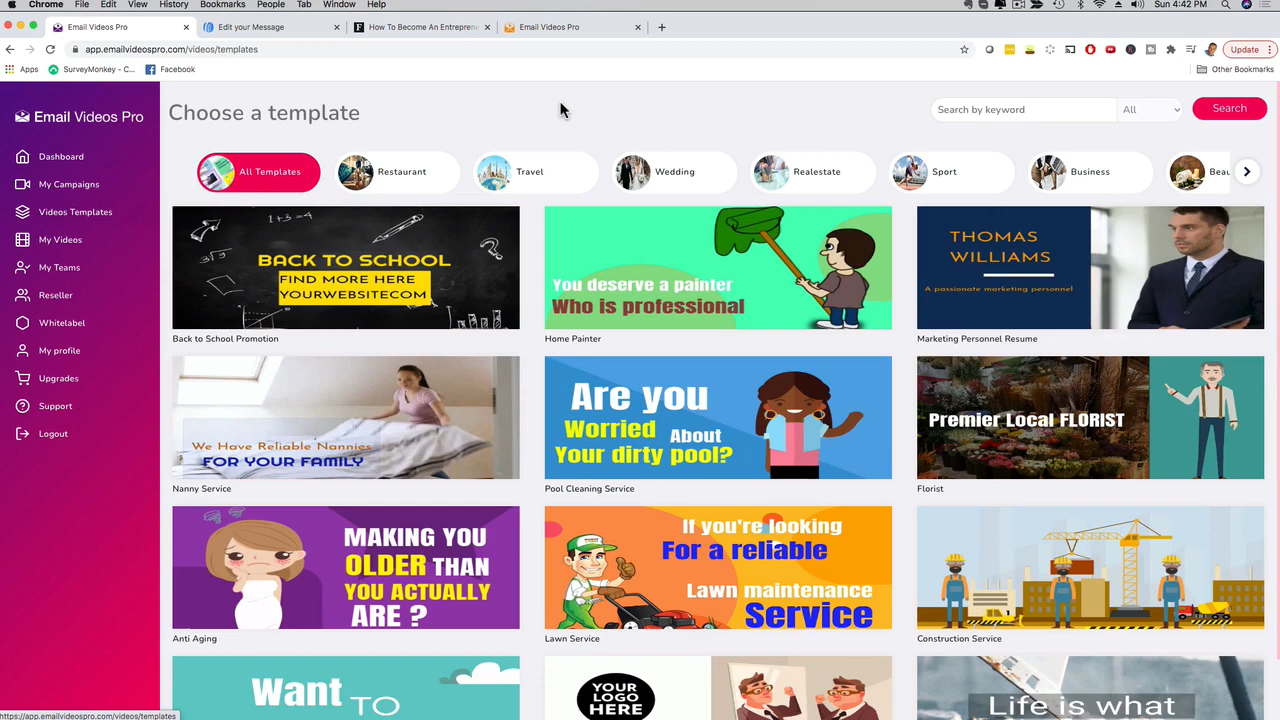 Chrome File Edit View History Bookmarks People Tab Window Help
Sun 4:42 PM
Email Videos Pro
Edit your Message
How To Become An Entreprene
Email Videos Pro
app.emailvideospro.com/videos/templates
Update
Apps
SurveyMonkey - C...
Facebook
Other Bookmarks
Email Videos Pro
Dashboard
My Campaigns
Videos Templates
My Videos
My Teams
Reseller
Whitelabel
My profile
Upgrades
Support
Logout
Choose a template
Search by keyword
All
Search
All Templates
Restaurant
Travel
Wedding
Realestate
Sport
Business
Beau
1+3=4
BACK TO SCHOOL
FIND MORE HERE
YOURWEBSITECOM
Back to School Promotion
You deserve a painter
Who is professional
Home Painter
THOMAS
WILLIAMS
A passionate marketing personnel
Marketing Personnel Resume
We Have Reliable Nannies
FOR YOUR FAMILY
Nanny Service
Are you
Worried About
Your dirty pool?
Pool Cleaning Service
Premier Local FLORIST
Florist
MAKING YOU
OLDER THAN
YOU ACTUALLY
ARE ?
Anti Aging
If you're looking
For a reliable
Lawn maintenance
Service
Lawn Service
Construction Service
Want TO
YOUR
LOGO
HERE
Life is what
https://app.emailvideospro.com/videos/templates